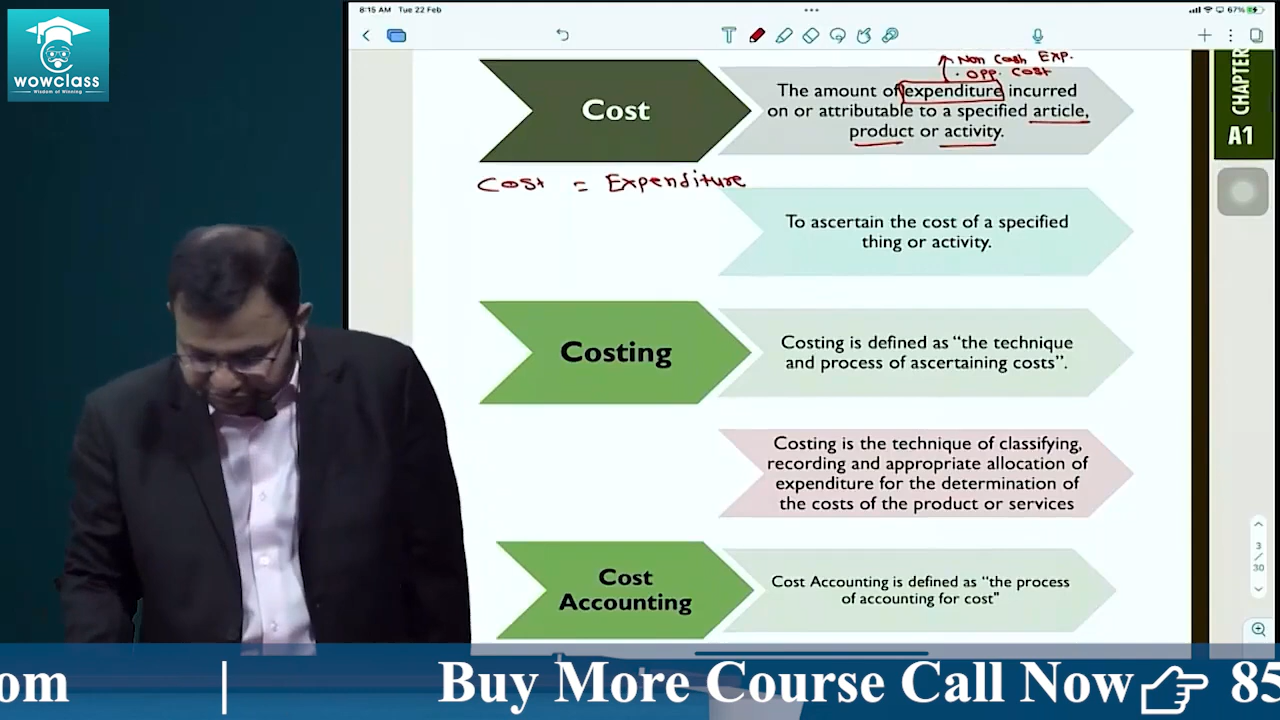 wowclass
Wisdom of Winning
8:15 AM Tue 22 Feb
67%
T
CHAPTER
A1
Non Cash Exp.
. opp. cost
Cost
The amount of expenditure incurred
on or attributable to a specified article,
product or activity.
Cost = Expenditure
To ascertain the cost of a specified
thing or activity.
Costing
Costing is defined as “the technique
and process of ascertaining costs”.
Costing is the technique of classifying,
recording and appropriate allocation of
expenditure for the determination of
the costs of the product or services
Cost
Accounting
Cost Accounting is defined as “the process
of accounting for cost”
3
/
30
om | Buy More Course Call Now 85